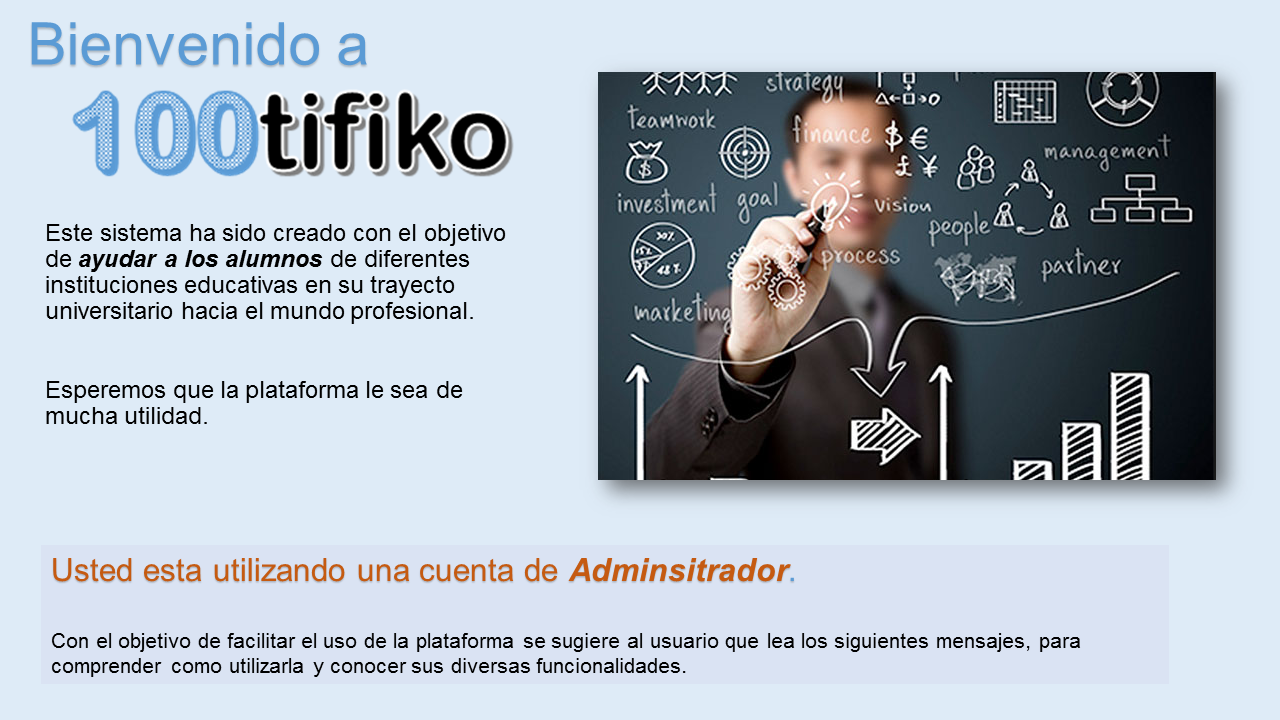 Bienvenido a
100tifiko
Este sistema ha sido creado con el objetivo
de ayudar a los alumnos de diferentes
instituciones educativas en su trayecto
universitario hacia el mundo profesional.
Esperemos que la plataforma le sea de
mucha utilidad.
strategy
teamwork
finance
$ €
£ ¥
management
investment
goal
vision
people
process
partner
30%
15%
48%
marketing
Usted esta utilizando una cuenta de Adminsitrador.
Con el objetivo de facilitar el uso de la plataforma se sugiere al usuario que lea los siguientes mensajes, para
comprender como utilizarla y conocer sus diversas funcionalidades.